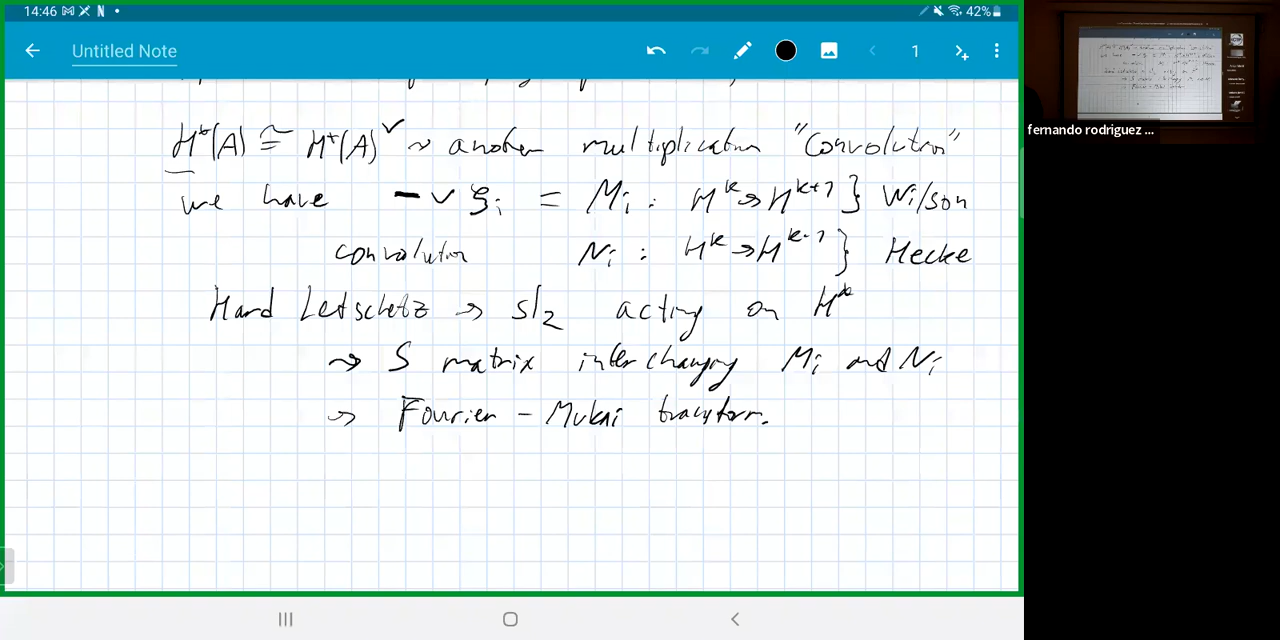 14:46 42%
Untitled Note 1
H*(A) ≅ H*(A)^∨ ⇝ another multiplication "Convolution"
we have - ∪ ξ_i = M_i : H^k → H^{k+1} } Wilson
convolution N_i : H^k → H^{k-1} } Hecke
Hard Lefschetz → sl_2 acting on H^*
⇝ S matrix interchanging M_i and N_i
→ Fourier - Mukai transform.
fernando rodriguez ...